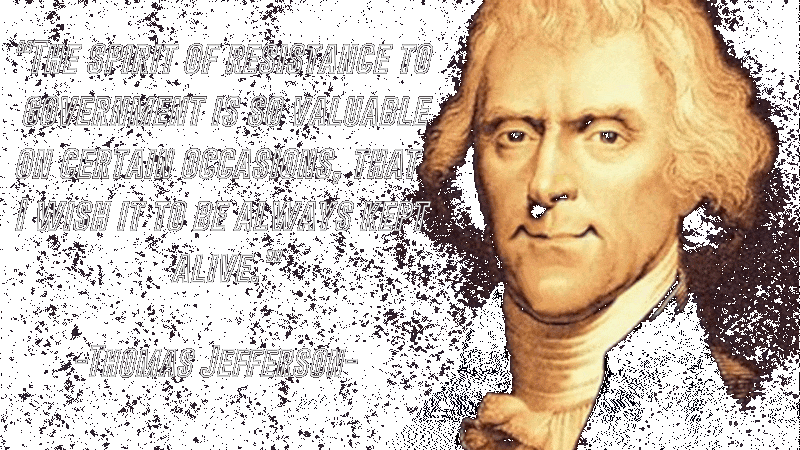 "The spirit of resistance to
government is so valuable
on certain occasions, that
I wish it to be always kept
alive."
-Thomas Jefferson-